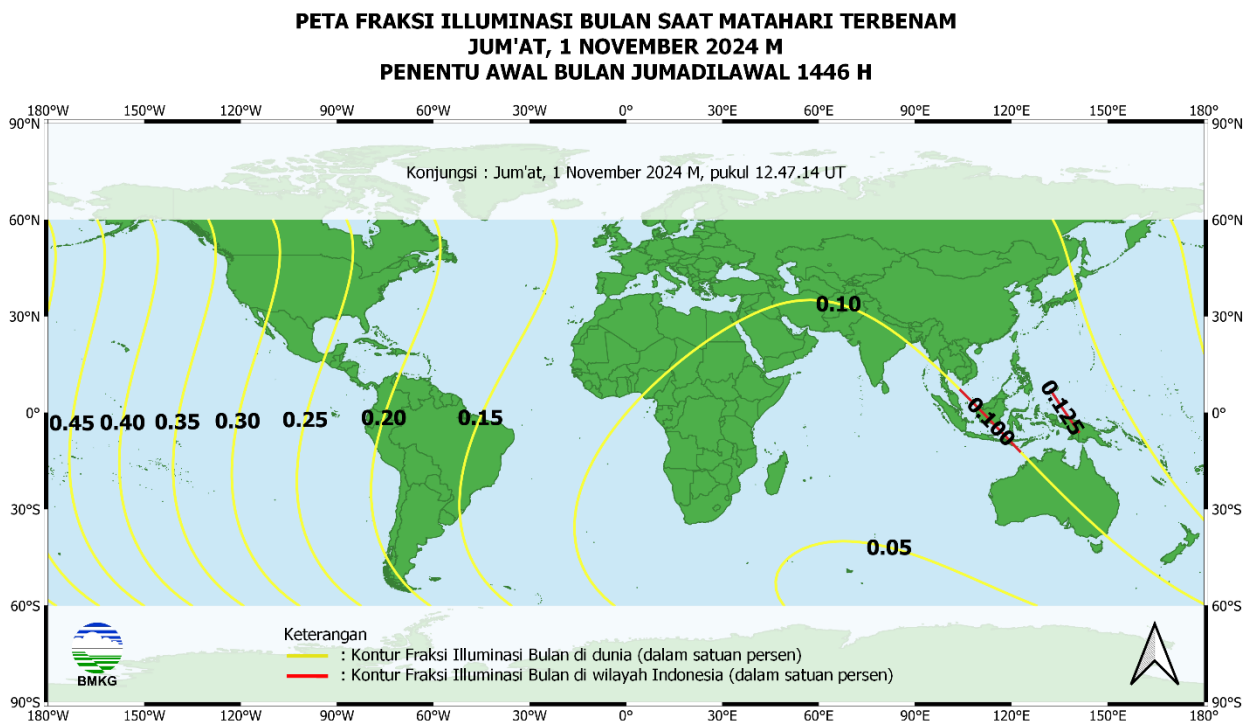 PETA FRAKSI ILLUMINASI BULAN SAAT MATAHARI TERBENAM
JUM'AT, 1 NOVEMBER 2024 M
PENENTU AWAL BULAN JUMADILAWAL 1446 H
180°W 150°W 120°W 90°W 60°W 30°W 0° 30°E 60°E 90°E 120°E 150°E 180°
90°N 90°N
Konjungsi : Jum'at, 1 November 2024 M, pukul 12.47.14 UT
60°N 60°N
30°N 0.10 30°N
0° 0.45 0.40 0.35 0.30 0.25 0.20 0.15 0.100 0.125 0°
30°S 30°S
0.05
60°S 60°S
Keterangan
: Kontur Fraksi Illuminasi Bulan di dunia (dalam satuan persen)
: Kontur Fraksi Illuminasi Bulan di wilayah Indonesia (dalam satuan persen)
BMKG
90°S 90°S
180°W 150°W 120°W 90°W 60°W 30°W 0° 30°E 60°E 90°E 120°E 150°E 180°